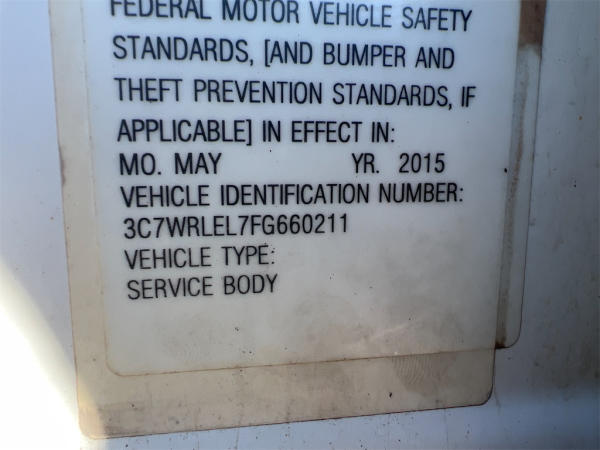 FEDERAL MOTOR VEHICLE SAFETY
STANDARDS, [AND BUMPER AND
THEFT PREVENTION STANDARDS, IF
APPLICABLE] IN EFFECT IN:
MO. MAY YR. 2015
VEHICLE IDENTIFICATION NUMBER:
3C7WRLEL7FG660211
VEHICLE TYPE:
SERVICE BODY